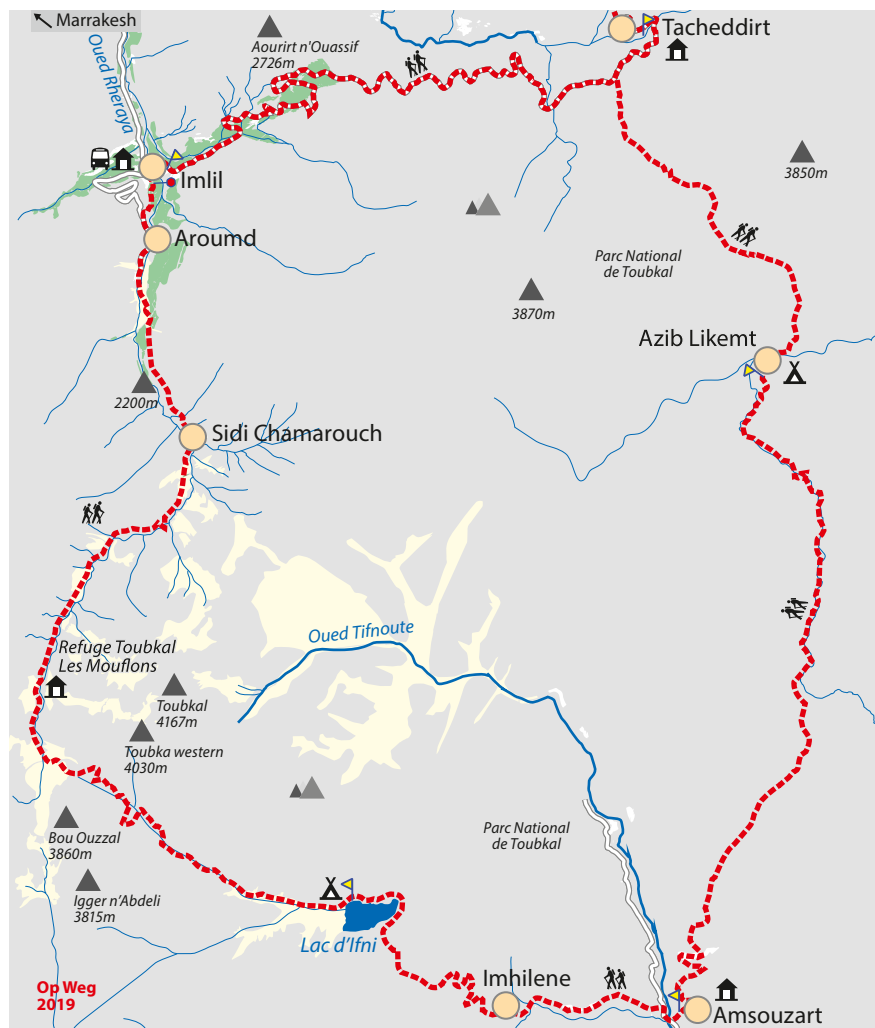 Marrakesh
Tacheddirt
Oued Rheraya
Aourirt n'Ouassif
2726m
3850m
Imlil
Aroumd
Parc National
de Toubkal
3870m
Azib Likemt
2200m
Sidi Chamarouch
Oued Tifnoute
Refuge Toubkal
Les Mouflons
Toubkal
4167m
Toubka western
4030m
Bou Ouzzal
3860m
Parc National
de Toubkal
Igger n'Abdeli
3815m
Lac d'Ifni
Imhilene
Op Weg
2019
Amsouzart